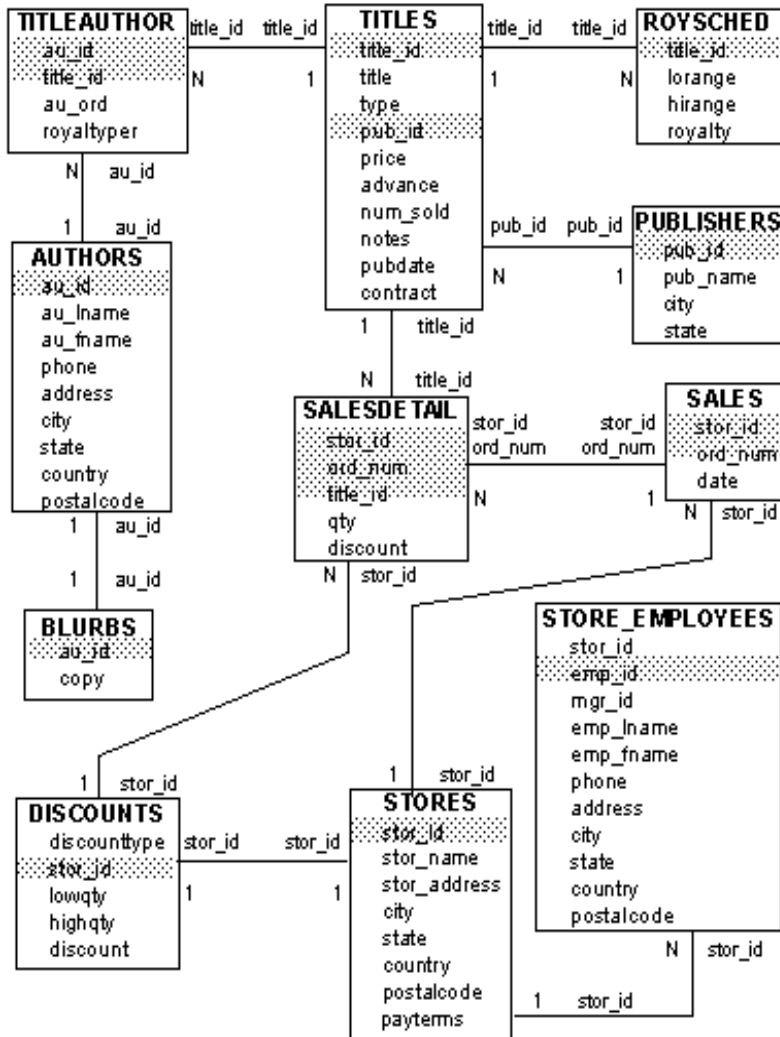 TITLEAUTHOR
au_id
title_id
au_ord
royaltyper
title_id
title_id
N
1
TITLES
title_id
title
type
pub_id
price
advance
num_sold
notes
pubdate
contract
title_id
title_id
1
N
ROYSCHED
title_id
lorange
hirange
royalty
N
au_id
1
au_id
AUTHORS
au_id
au_lname
au_fname
phone
address
city
state
country
postalcode
pub_id
pub_id
N
1
PUBLISHERS
pub_id
pub_name
city
state
1
title_id
N
title_id
SALESDETAIL
stor_id
ord_num
title_id
qty
discount
stor_id
ord_num
stor_id
ord_num
N
1
SALES
stor_id
ord_num
date
N
stor_id
1
au_id
1
au_id
BLURBS
au_id
copy
N
stor_id
STORE_EMPLOYEES
stor_id
emp_id
mgr_id
emp_lname
emp_fname
phone
address
city
state
country
postalcode
1
stor_id
DISCOUNTS
discounttype
stor_id
lowqty
highqty
discount
stor_id
stor_id
1
1
1
stor_id
STORES
stor_id
stor_name
stor_address
city
state
country
postalcode
payterms
N
stor_id
1
stor_id